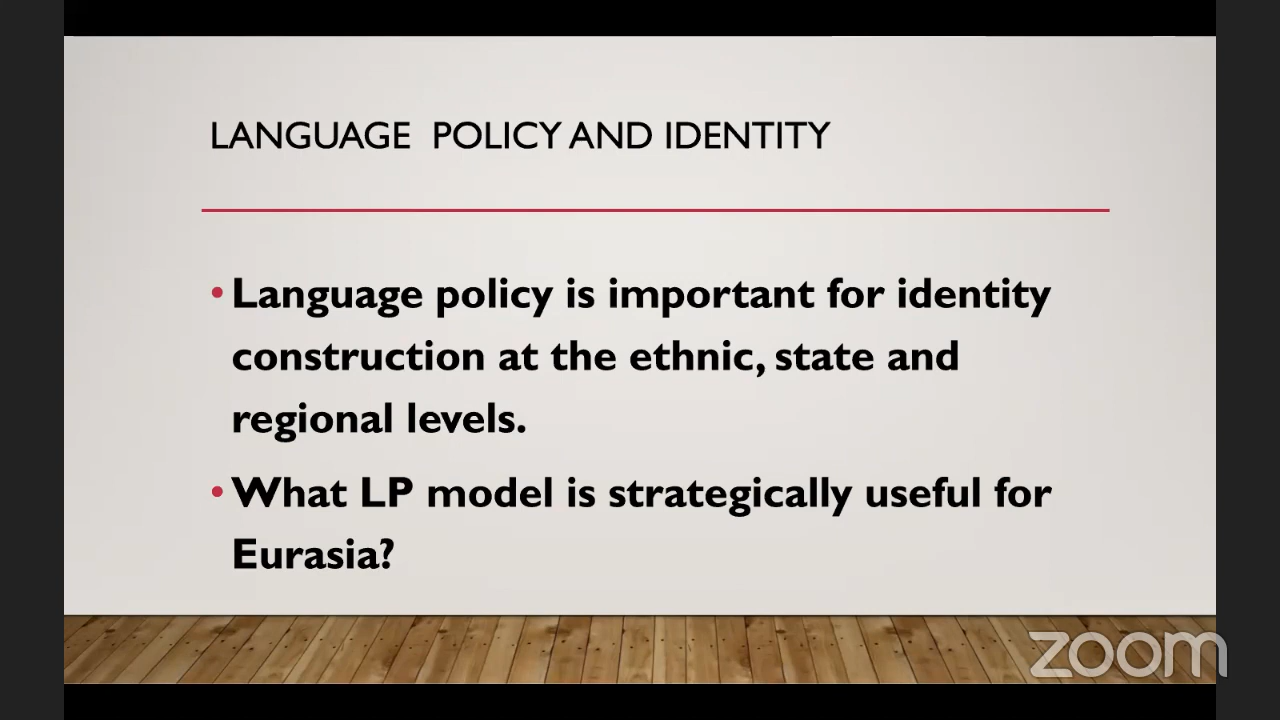 LANGUAGE POLICY AND IDENTITY
•Language policy is important for identity
construction at the ethnic, state and
regional levels.
•What LP model is strategically useful for
Eurasia?
zoom